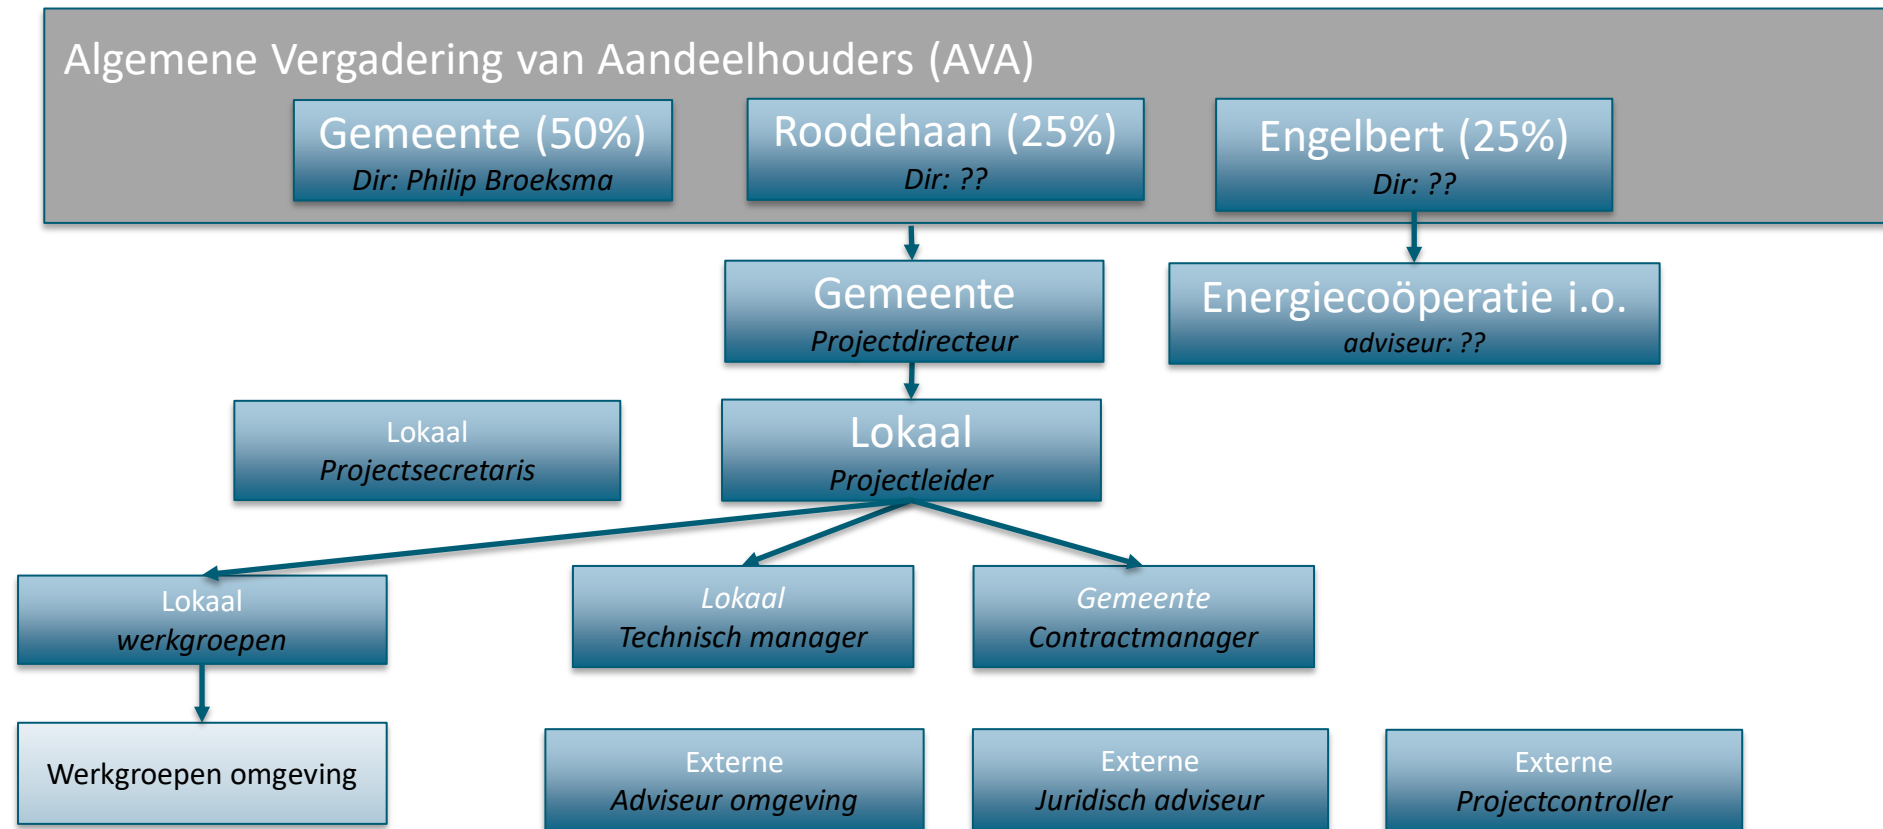 Algemene Vergadering van Aandeelhouders (AVA)
Gemeente (50%)
Dir: Philip Broeksma
Roodehaan (25%)
Dir: ??
Engelbert (25%)
Dir: ??
Gemeente
Projectdirecteur
Energiecoöperatie i.o.
adviseur: ??
Lokaal
Projectsecretaris
Lokaal
Projectleider
Lokaal
werkgroepen
Lokaal
Technisch manager
Gemeente
Contractmanager
Werkgroepen omgeving
Externe
Adviseur omgeving
Externe
Juridisch adviseur
Externe
Projectcontroller